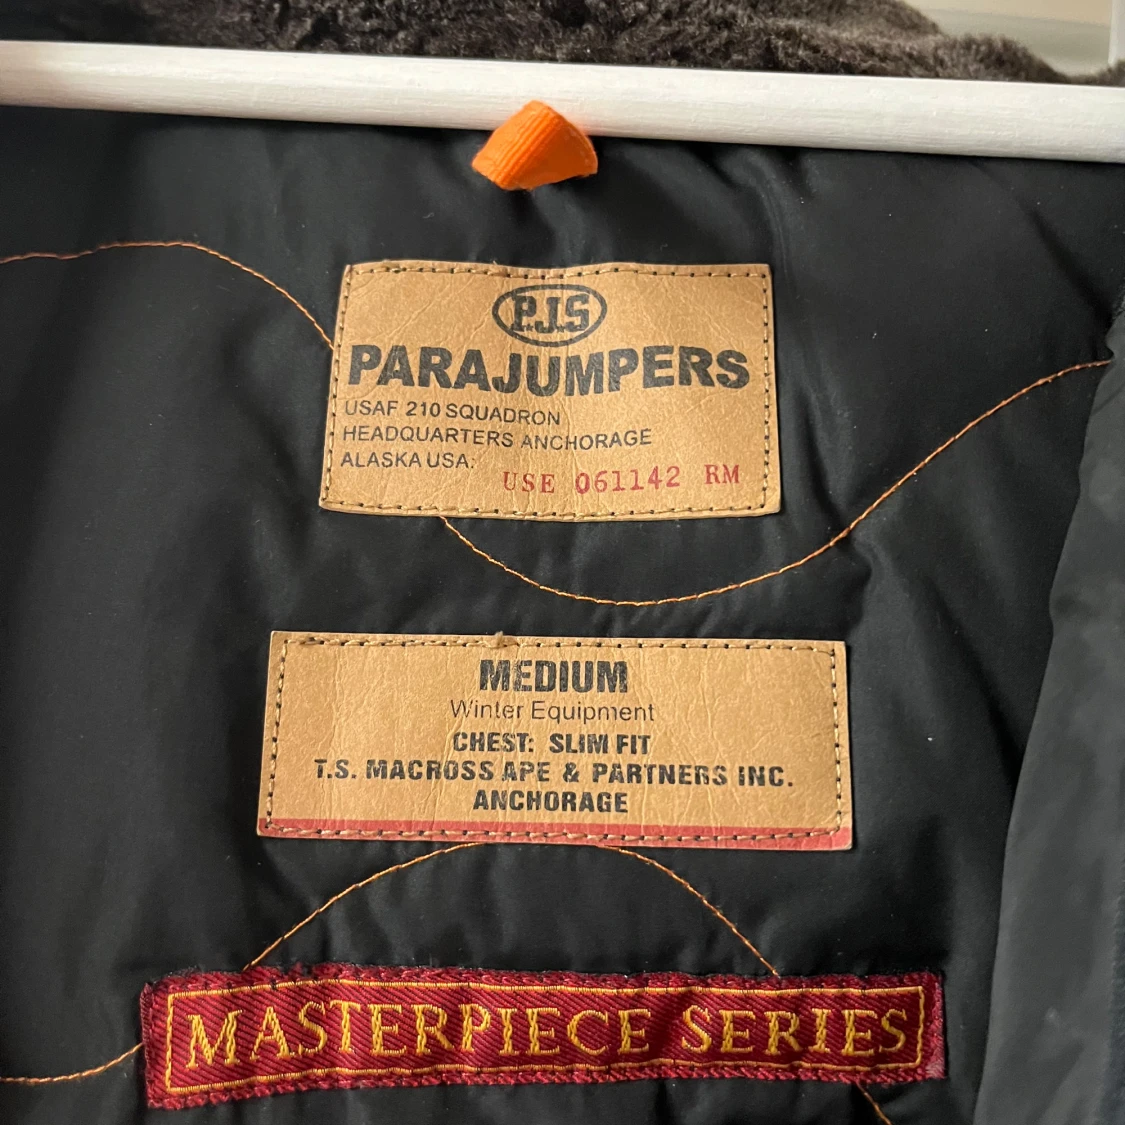 P.J.S
PARAJUMPERS
USAF 210 SQUADRON
HEADQUARTERS ANCHORAGE
ALASKA USA.
USE 061142 RM
MEDIUM
Winter Equipment
CHEST: SLIM FIT
T.S. MACROSS APE & PARTNERS INC.
ANCHORAGE
MASTERPIECE SERIES